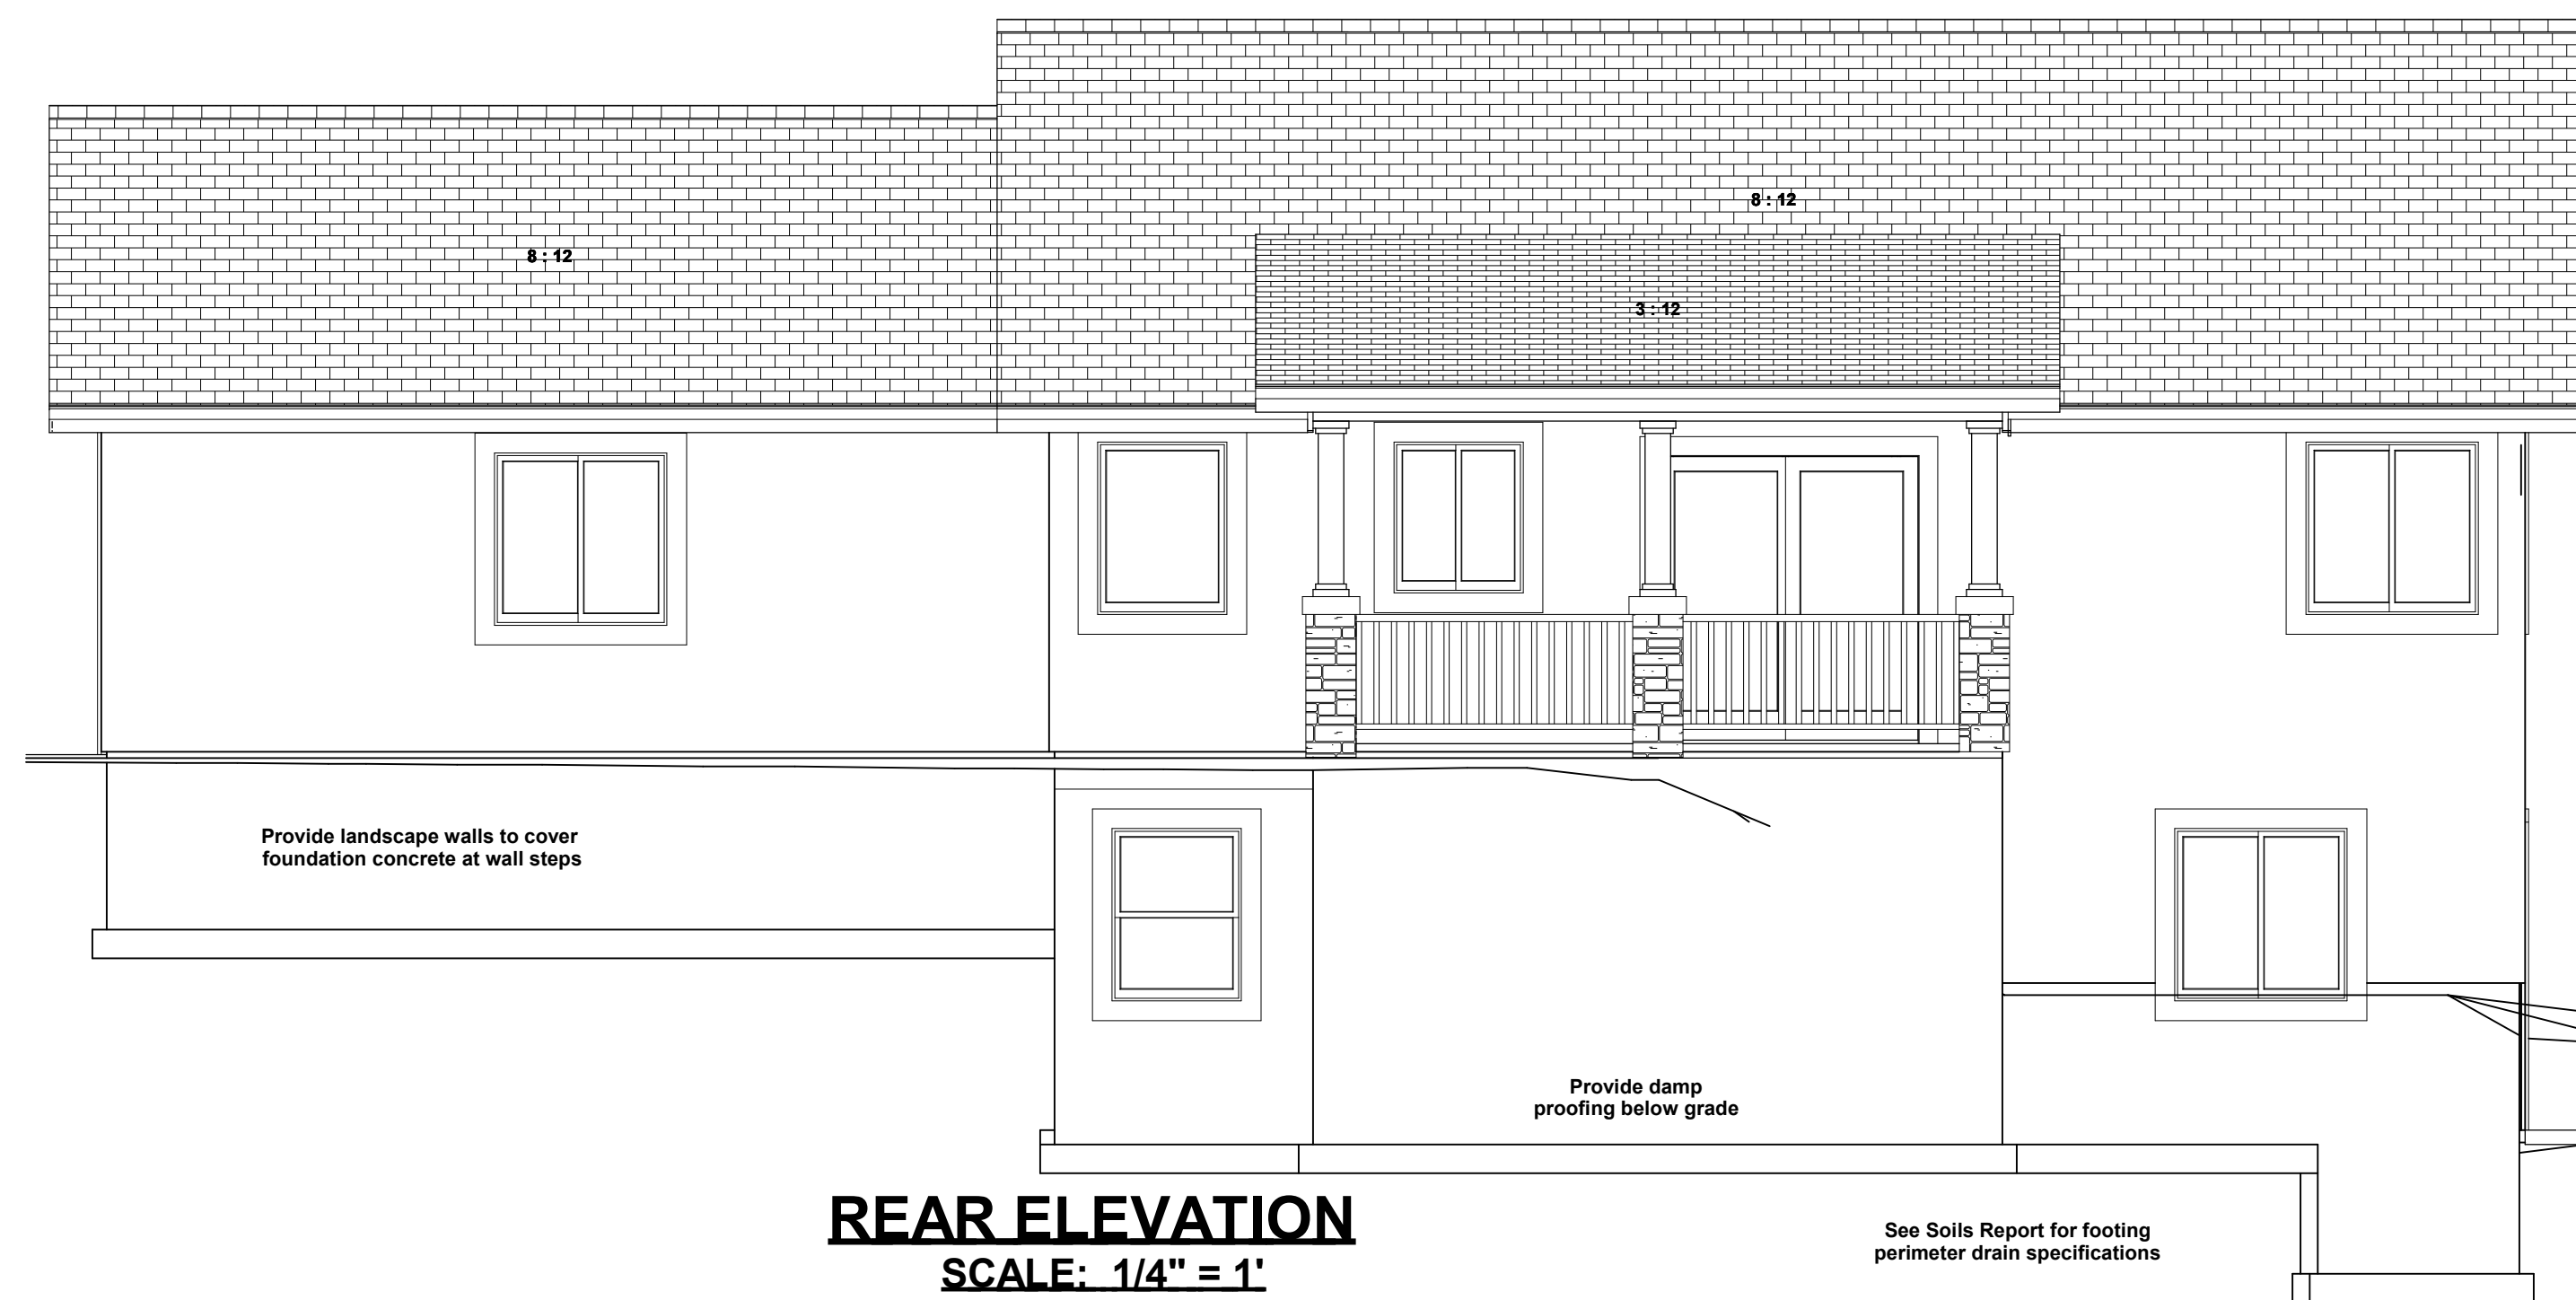 8 : 12
8 : 12
3 : 12
Provide landscape walls to cover
foundation concrete at wall steps
Provide damp
proofing below grade
REAR ELEVATION
SCALE: 1/4" = 1'
See Soils Report for footing
perimeter drain specifications